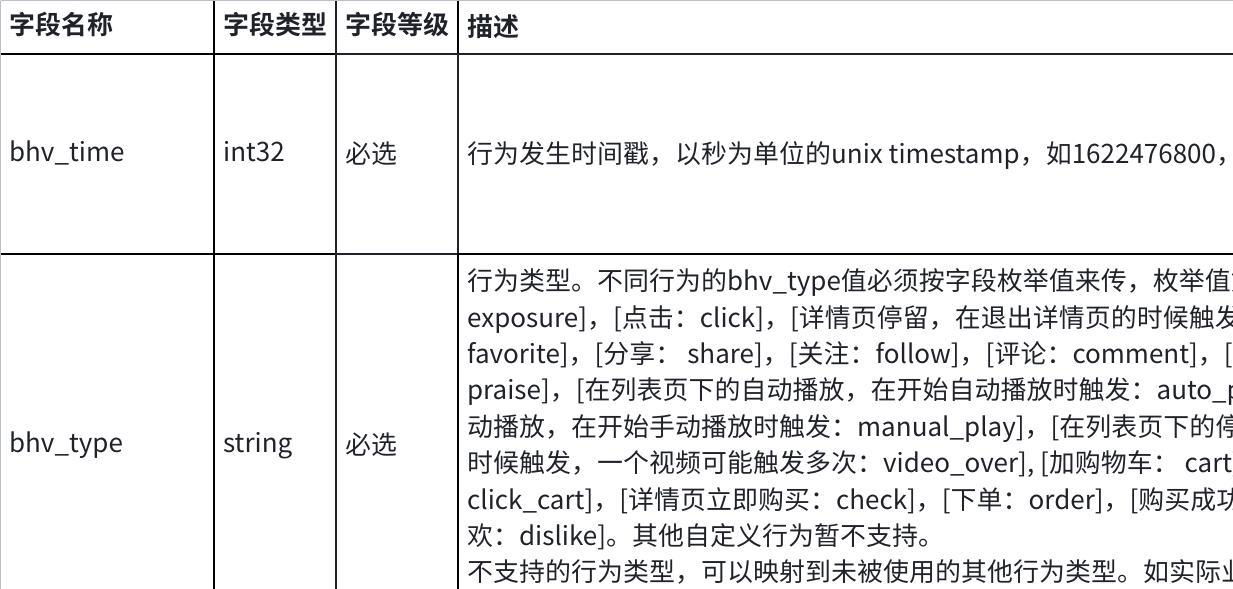 字段名称 字段类型 字段等级 描述
bhv_time int32 必选 行为发生时间戳，以秒为单位的unix timestamp，如1622476800，
行为类型。不同行为的bhv_type值必须按字段枚举值来传，枚举值
exposure]，[点击：click]，[详情页停留，在退出详情页的时候触发
favorite]，[分享： share]，[关注：follow]，[评论：comment]，[
praise]，[在列表页下的自动播放，在开始自动播放时触发：auto_p
动播放，在开始手动播放时触发：manual_play]，[在列表页下的停
bhv_type string 必选
时候触发，一个视频可能触发多次：video_over], [加购物车： cart
click_cart]，[详情页立即购买：check]，[下单：order]，[购买成功
欢：dislike]。其他自定义行为暂不支持。
不支持的行为类型，可以映射到未被使用的其他行为类型。如实际业